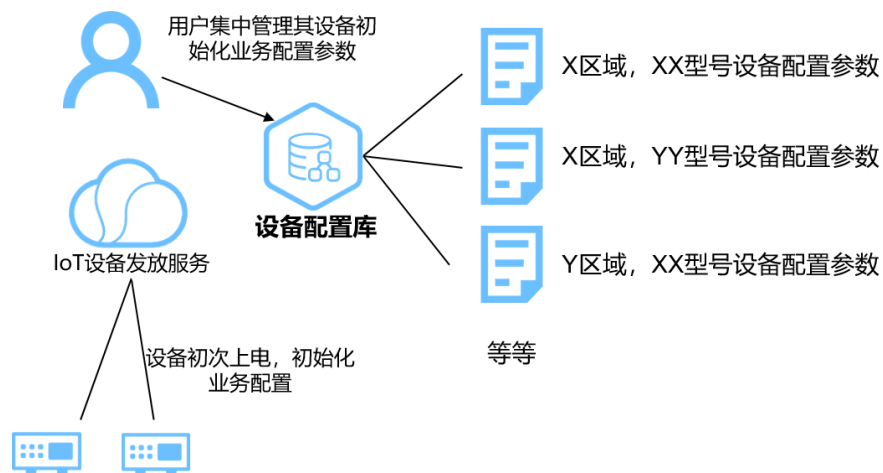 用户集中管理其设备初
始化业务配置参数
X区域，XX型号设备配置参数
X区域，YY型号设备配置参数
设备配置库
IoT设备发放服务
Y区域，XX型号设备配置参数
等等
设备初次上电，初始化
业务配置